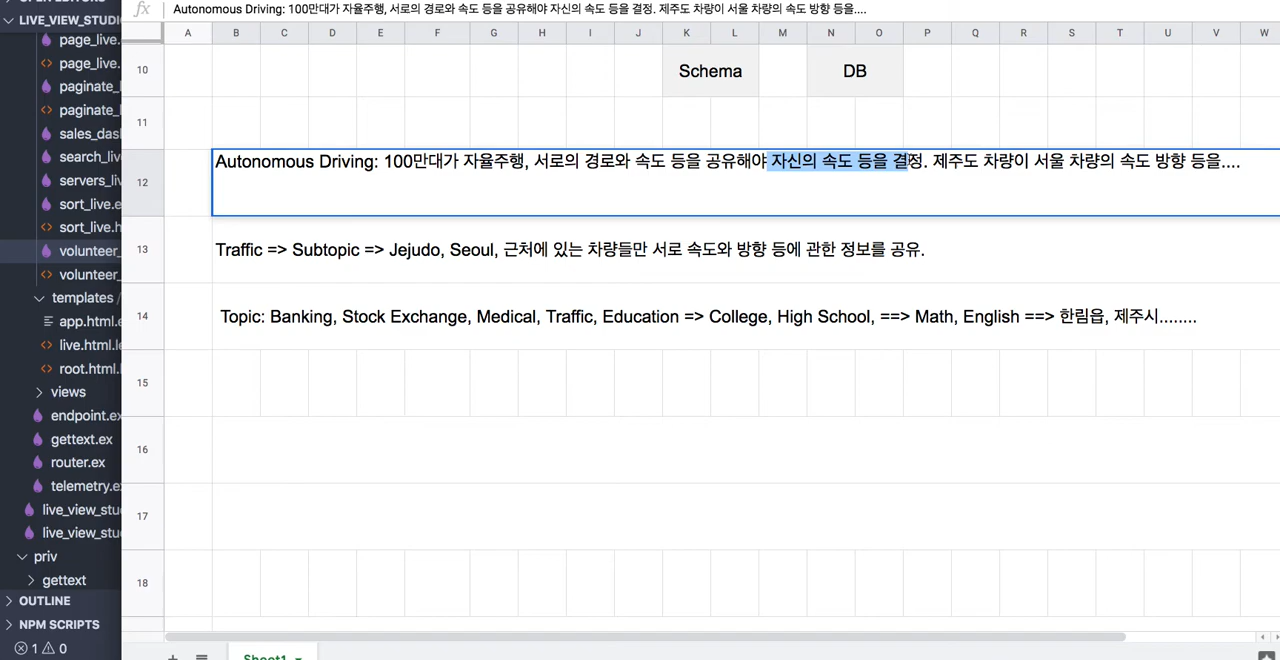 OPEN EDITORS
LIVE_VIEW_STUDI
page_live.
page_live.
paginate_
paginate_l
sales_das
search_liv
servers_liv
sort_live.e
sort_live.h
volunteer_
volunteer_
templates /
app.html.e
live.html.le
root.html.l
views
endpoint.ex
gettext.ex
router.ex
telemetry.ex
live_view_stu
live_view_stu
priv
gettext
OUTLINE
NPM SCRIPTS
1 0
fx Autonomous Driving: 100만대가 자율주행, 서로의 경로와 속도 등을 공유해야 자신의 속도 등을 결정. 제주도 차량이 서울 차량의 속도 방향 등을....
A B C D E F G H I J K L M N O P Q R S T U V W
10 Schema DB
11
12 Autonomous Driving: 100만대가 자율주행, 서로의 경로와 속도 등을 공유해야 자신의 속도 등을 결정. 제주도 차량이 서울 차량의 속도 방향 등을....
13 Traffic => Subtopic => Jejudo, Seoul, 근처에 있는 차량들만 서로 속도와 방향 등에 관한 정보를 공유.
14 Topic: Banking, Stock Exchange, Medical, Traffic, Education => College, High School, ==> Math, English ==> 한림읍, 제주시........
15
16
17
18
Sheet1